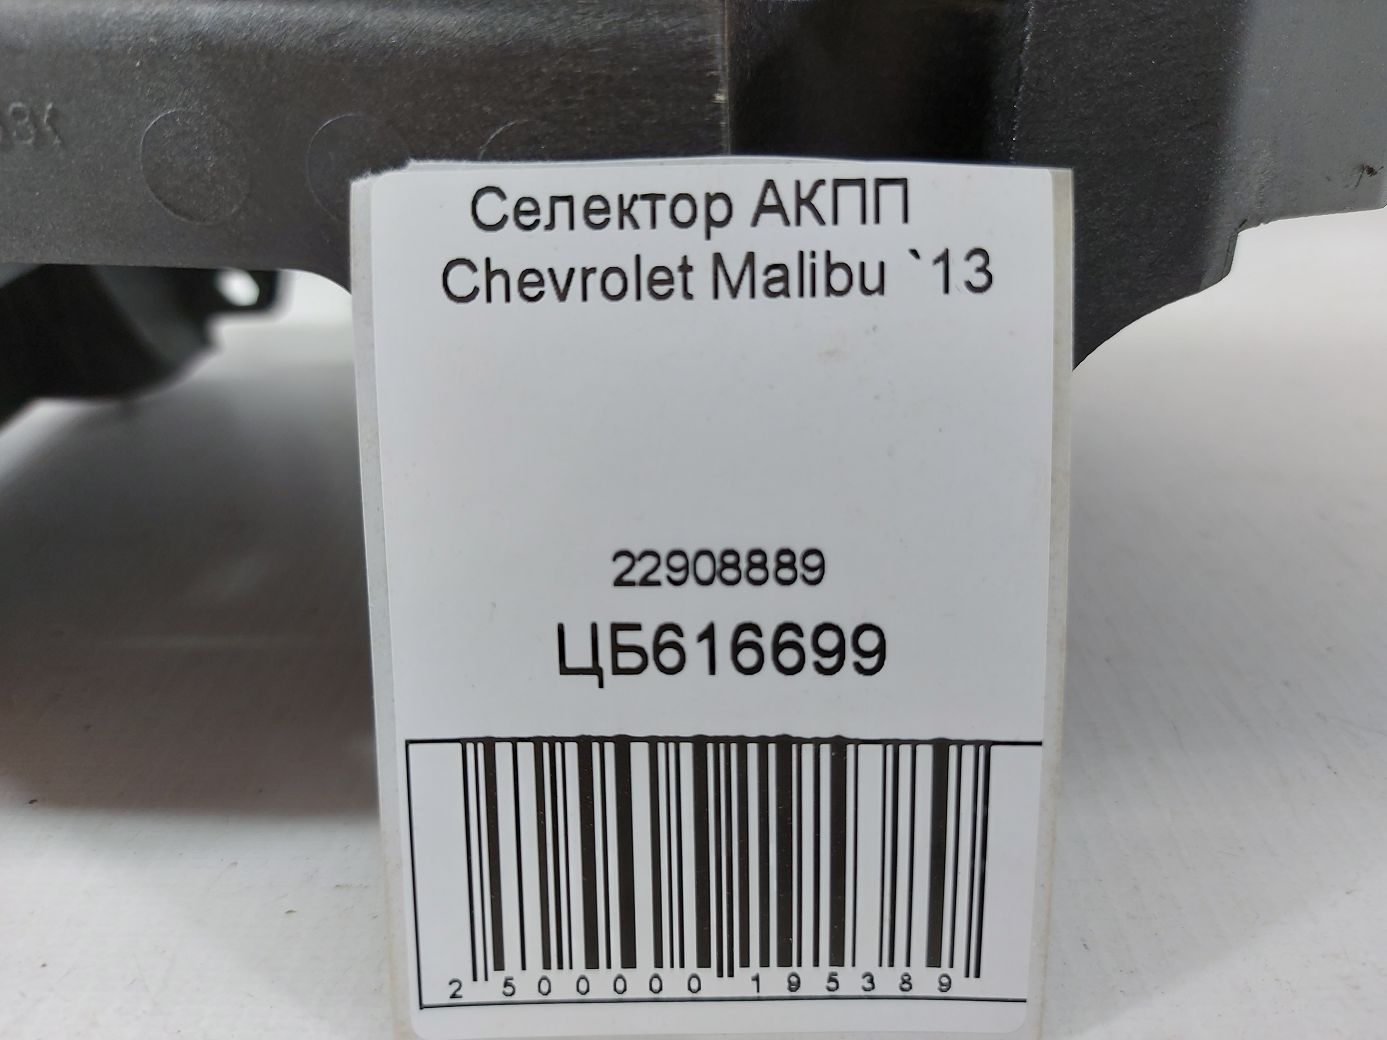 Селектор АКПП
Chevrolet Malibu `13
22908889
ЦБ616699
2 500000 195389